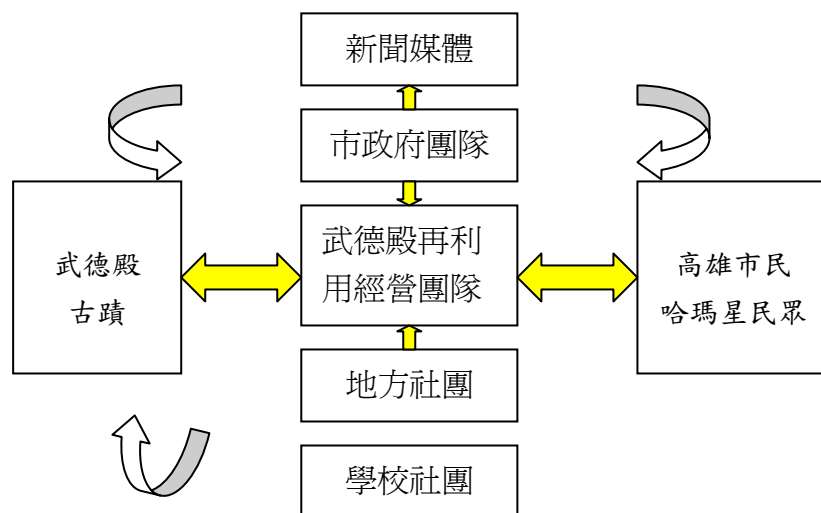 新聞媒體
市政府團隊
武德殿
古蹟
武德殿再利
用經營團隊
高雄市民
哈瑪星民眾
地方社團
學校社團